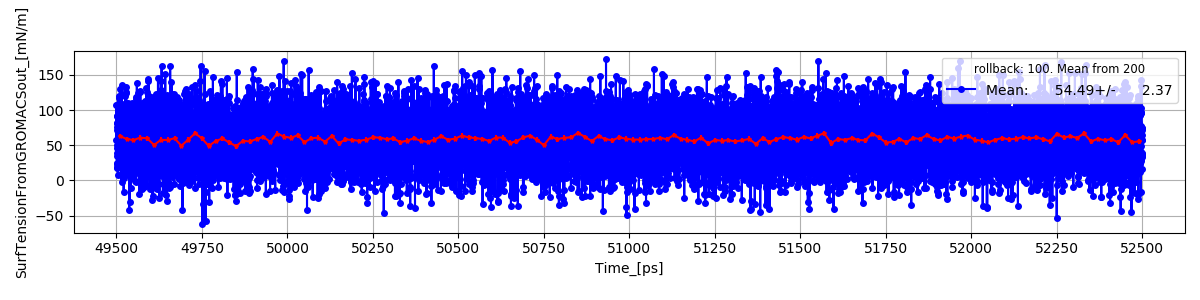 SurfTensionFromGROMACSout_[mN/m]
150
100
50
0
−50
rollback: 100. Mean from 200
Mean: 54.49+/- 2.37
49500 49750 50000 50250 50500 50750 51000 51250 51500 51750 52000 52250 52500
Time_[ps]